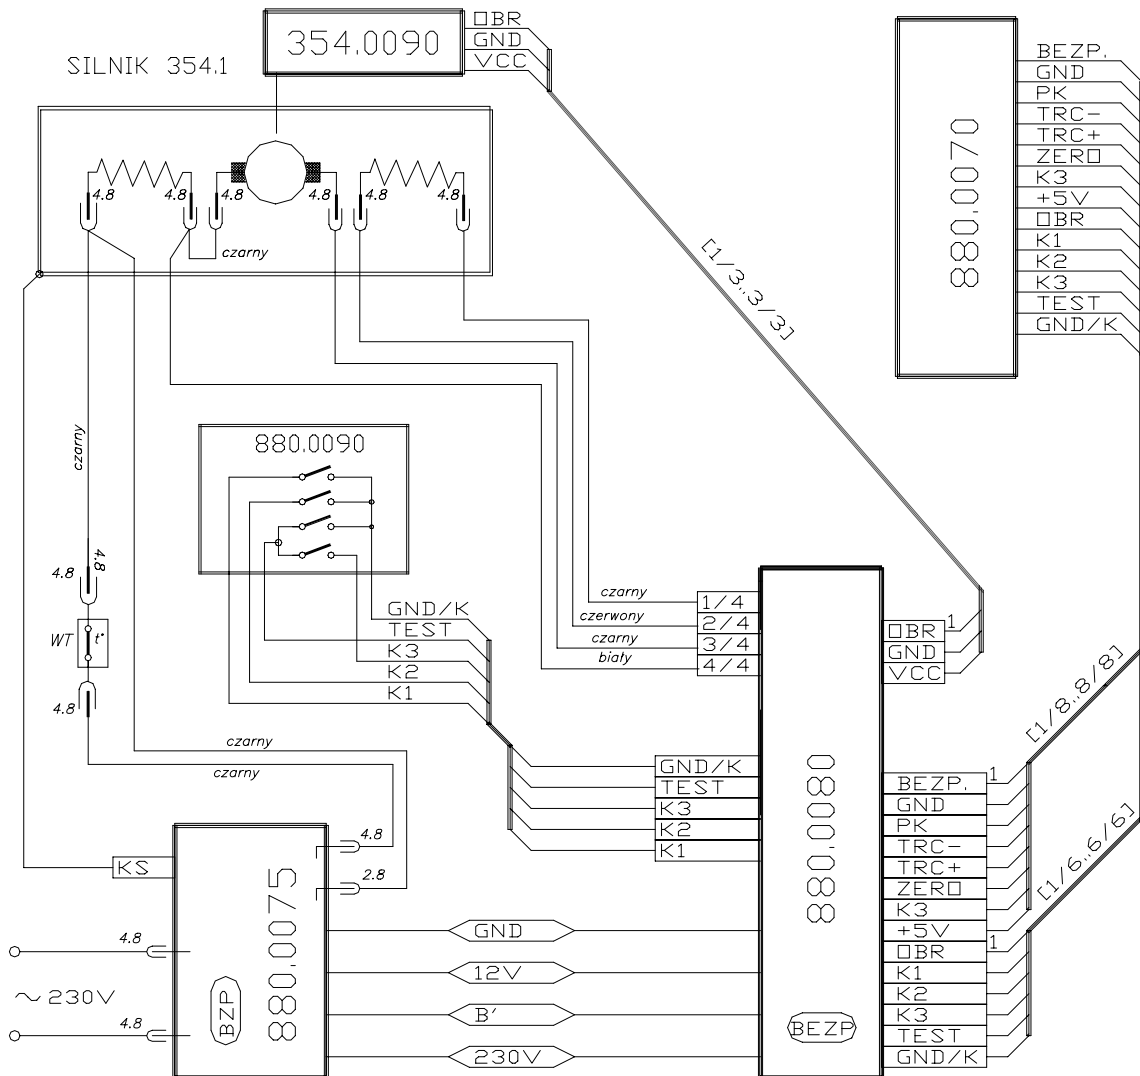 SILNIK 354.1
354.0090
OBR
GND
VCC
4.8
4.8
4.8
4.8
4.8
4.8
czarny
[1/3..3/3]
880.0070
BEZP.
GND
PK
TRC-
TRC+
ZERO
K3
+5V
OBR
K1
K2
K3
TEST
GND/K
czarny
880.0090
GND/K
TEST
K3
K2
K1
4.8
4.8
WT
t°
4.8
czarny
czarny
czarny
czerwony
czarny
biały
1/4
2/4
3/4
4/4
OBR
GND
VCC
1
GND/K
TEST
K3
K2
K1
880.0080
BEZP
[1/8..8/8]
1
BEZP.
GND
PK
TRC-
TRC+
ZERO
K3
+5V
[1/6..6/6]
1
OBR
K1
K2
K3
TEST
GND/K
KS
4.8
2.8
880.0075
BZP
4.8
~230V
4.8
GND
12V
B'
230V